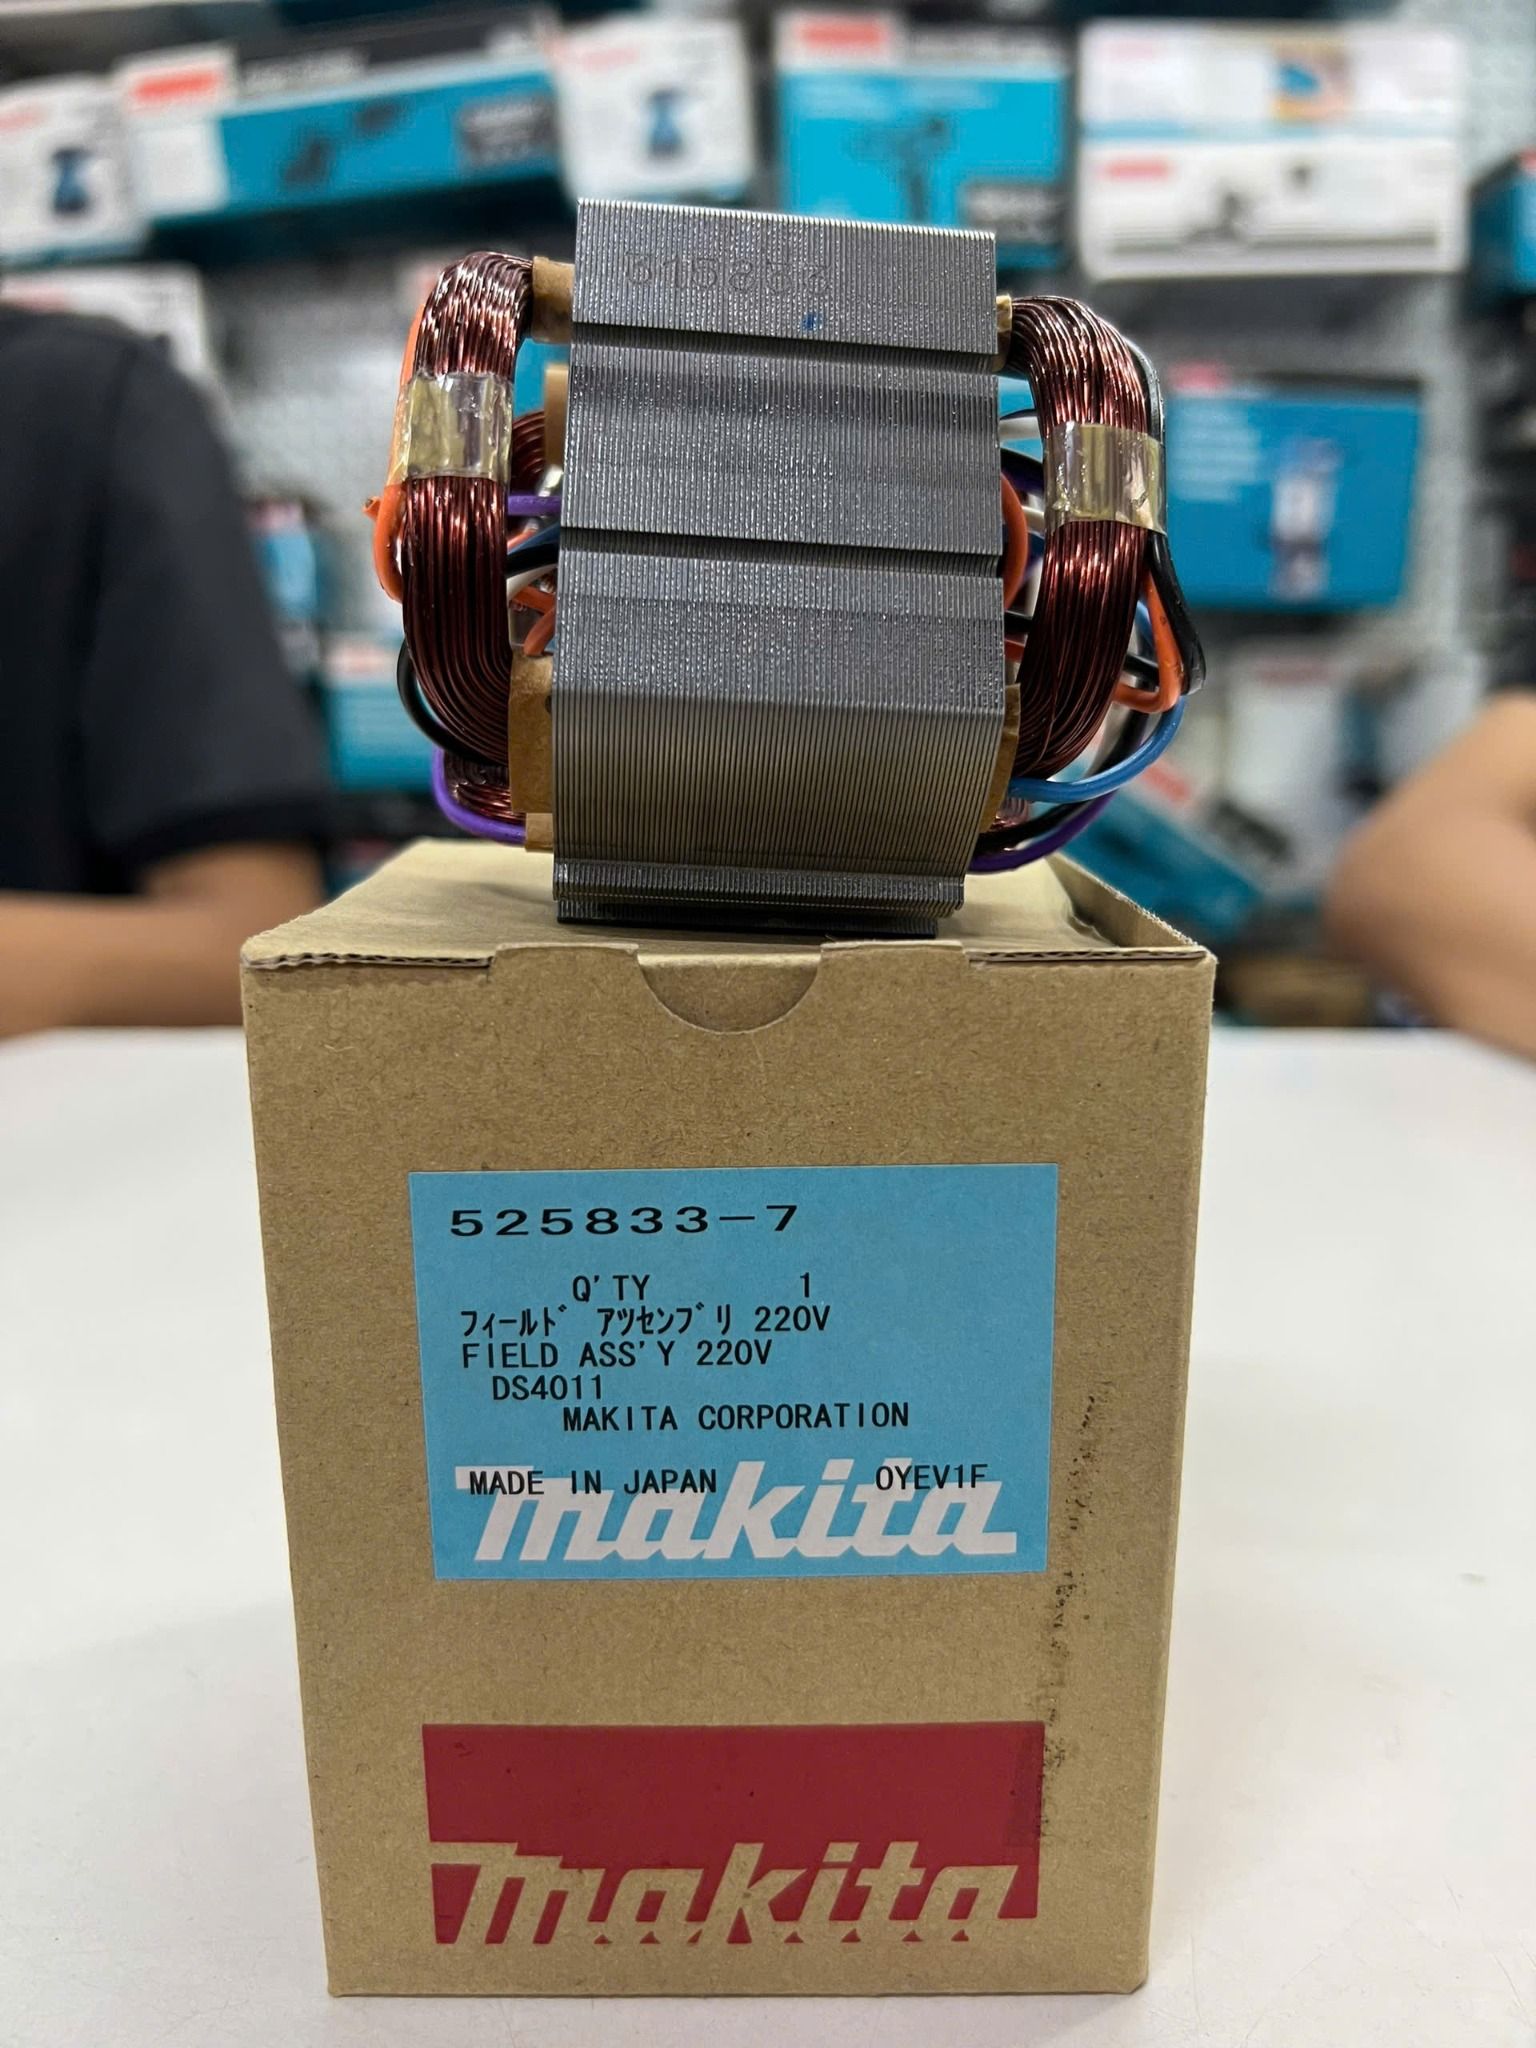 525833-7
Q'TY 1
フィールド アツセンブリ 220V
FIELD ASS'Y 220V
DS4011
MAKITA CORPORATION
MADE IN JAPAN 0YEV1F
makita
makita